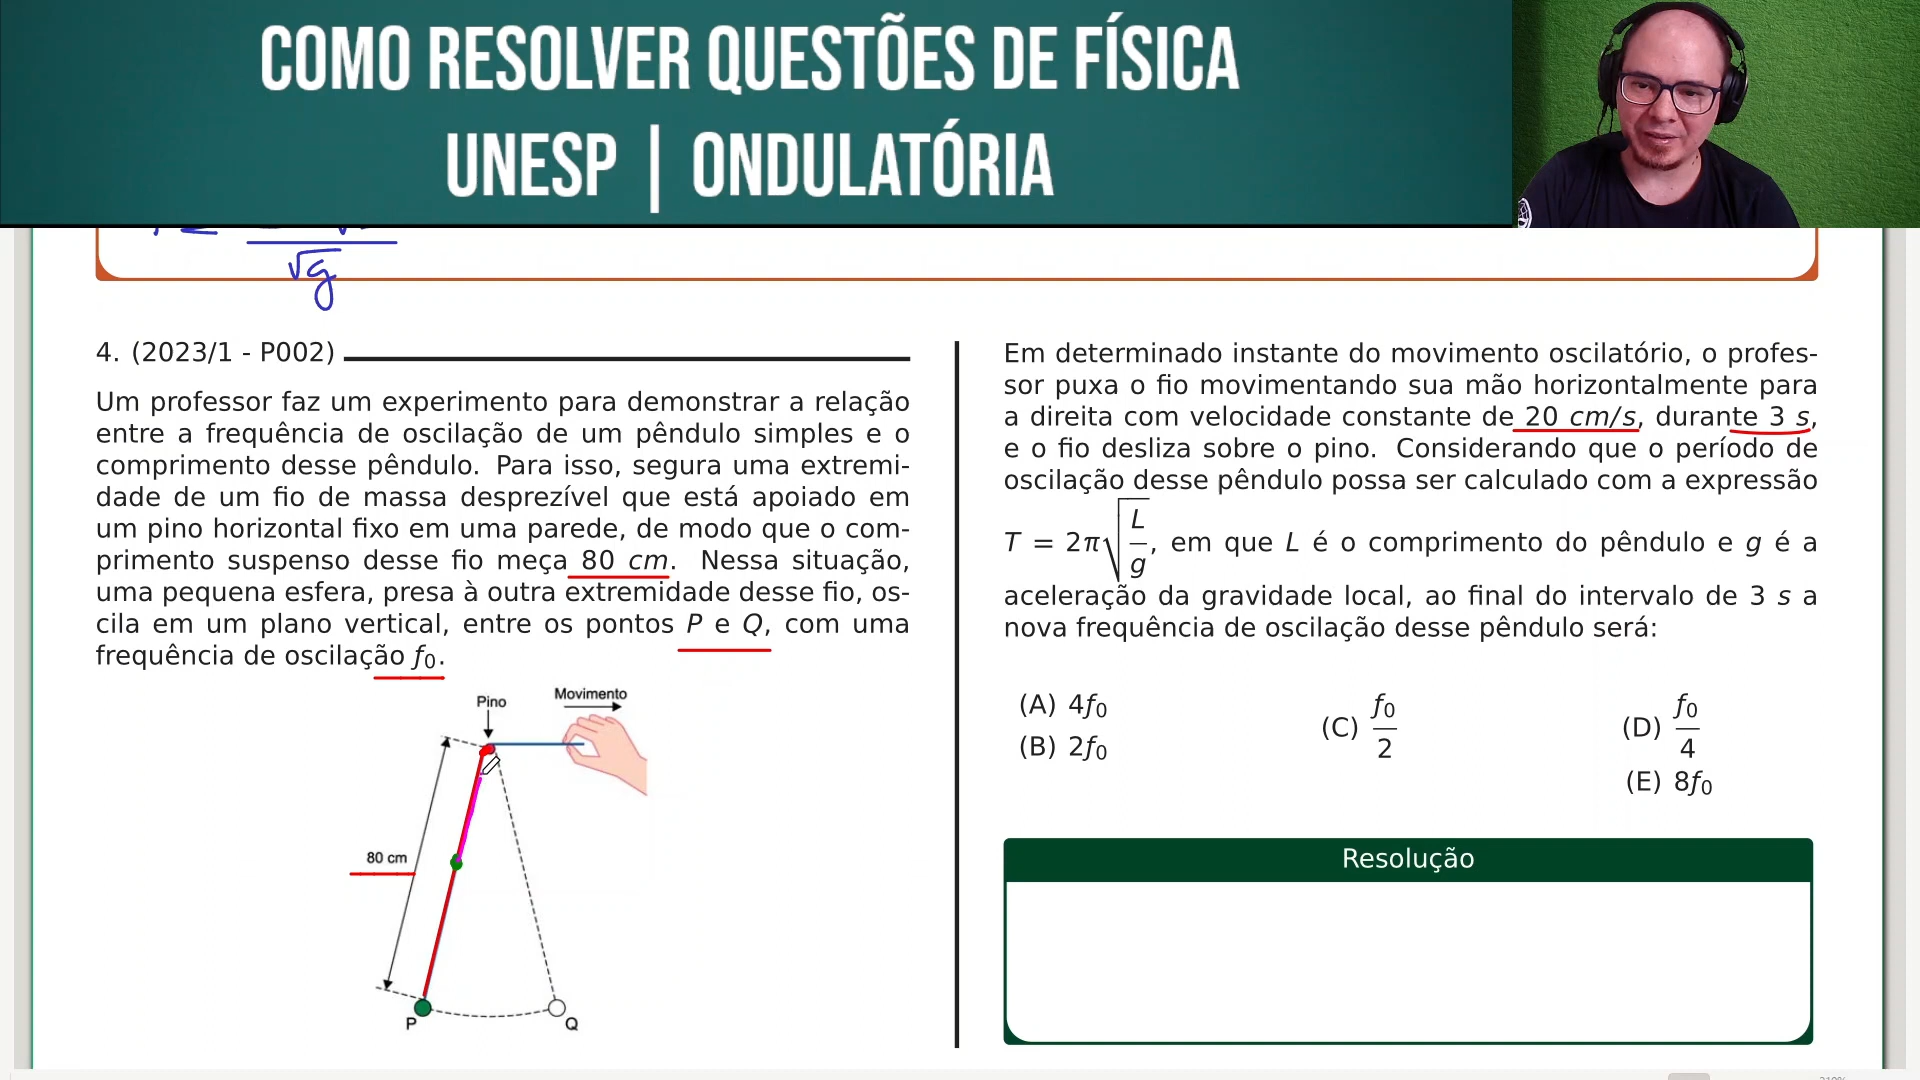 COMO RESOLVER QUESTÕES DE FÍSICA
UNESP | ONDULATÓRIA
√g
4. (2023/1 - P002)
Um professor faz um experimento para demonstrar a relação
entre a frequência de oscilação de um pêndulo simples e o
comprimento desse pêndulo. Para isso, segura uma extremi-
dade de um fio de massa desprezível que está apoiado em
um pino horizontal fixo em uma parede, de modo que o com-
primento suspenso desse fio meça 80 cm. Nessa situação,
uma pequena esfera, presa à outra extremidade desse fio, os-
cila em um plano vertical, entre os pontos P e Q, com uma
frequência de oscilação f₀.
Pino
Movimento
80 cm
P
Q
Em determinado instante do movimento oscilatório, o profes-
sor puxa o fio movimentando sua mão horizontalmente para
a direita com velocidade constante de 20 cm/s, durante 3 s,
e o fio desliza sobre o pino. Considerando que o período de
oscilação desse pêndulo possa ser calculado com a expressão
T = 2π√(L/g), em que L é o comprimento do pêndulo e g é a
aceleração da gravidade local, ao final do intervalo de 3 s a
nova frequência de oscilação desse pêndulo será:
(A) 4f₀
(B) 2f₀
(C) f₀/2
(D) f₀/4
(E) 8f₀
Resolução